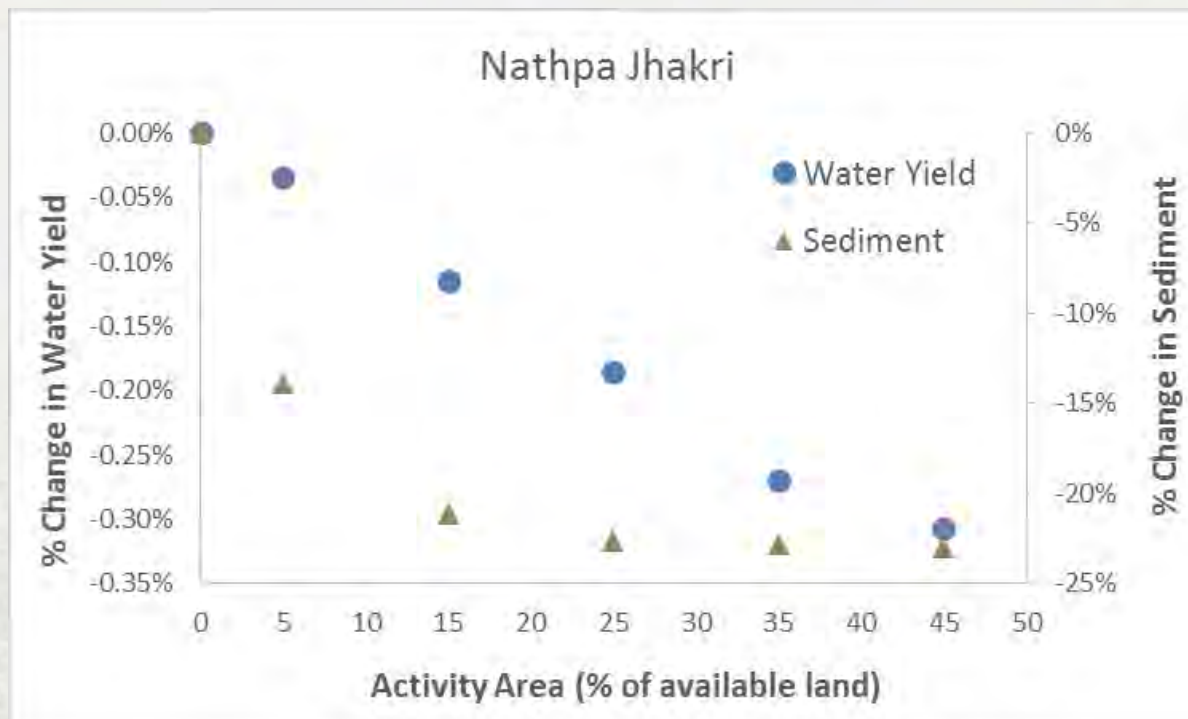 Nathpa Jhakri
% Change in Water Yield
0.00%
-0.05%
-0.10%
-0.15%
-0.20%
-0.25%
-0.30%
-0.35%
Water Yield
Sediment
0%
-5%
-10%
-15%
-20%
-25%
% Change in Sediment
0 5 10 15 20 25 30 35 40 45 50
Activity Area (% of available land)